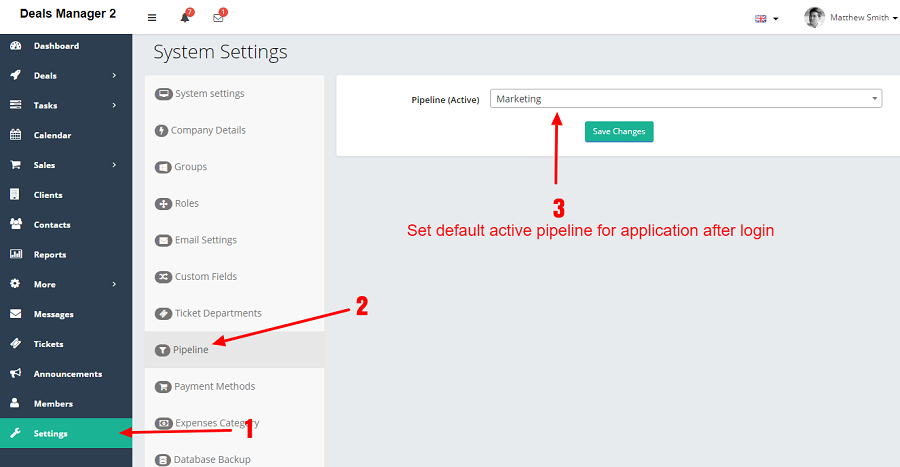 Deals Manager 2
7
1
Matthew Smith
Dashboard
Deals
Tasks
Calendar
Sales
Clients
Contacts
Reports
More
Messages
Tickets
Announcements
Members
Settings
System Settings
System settings
Company Details
Groups
Roles
Email Settings
Custom Fields
Ticket Departments
Pipeline
Payment Methods
Expenses Category
Database Backup
Pipeline (Active)
Marketing
Save Changes
3
Set default active pipeline for application after login
2
1